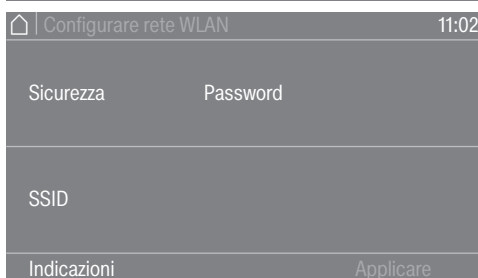 Configurare rete WLAN 11:02
Sicurezza Password
SSID
Indicazioni Applicare